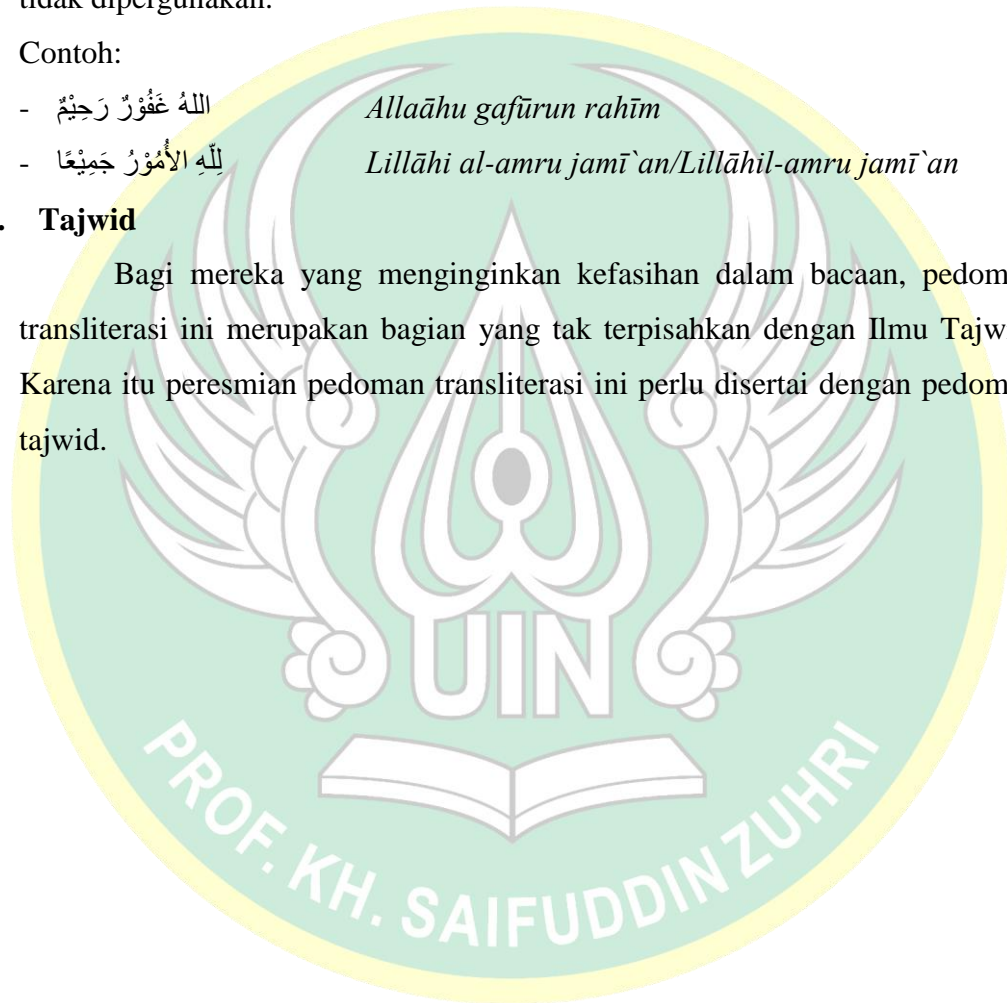 tidak dipergunakan.
Contoh:
- اللهُ غَفُوْرٌ رَحِيْمٌ Allaāhu gafūrun rahīm
- لِلّهِ الأُمُوْرُ جَمِيْعًا Lillāhi al-amru jamī`an/Lillāhil-amru jamī`an
. Tajwid
Bagi mereka yang menginginkan kefasihan dalam bacaan, pedom
transliterasi ini merupakan bagian yang tak terpisahkan dengan Ilmu Tajw
Karena itu peresmian pedoman transliterasi ini perlu disertai dengan pedom
tajwid.
UIN
PROF. KH. SAIFUDDIN ZUHRI